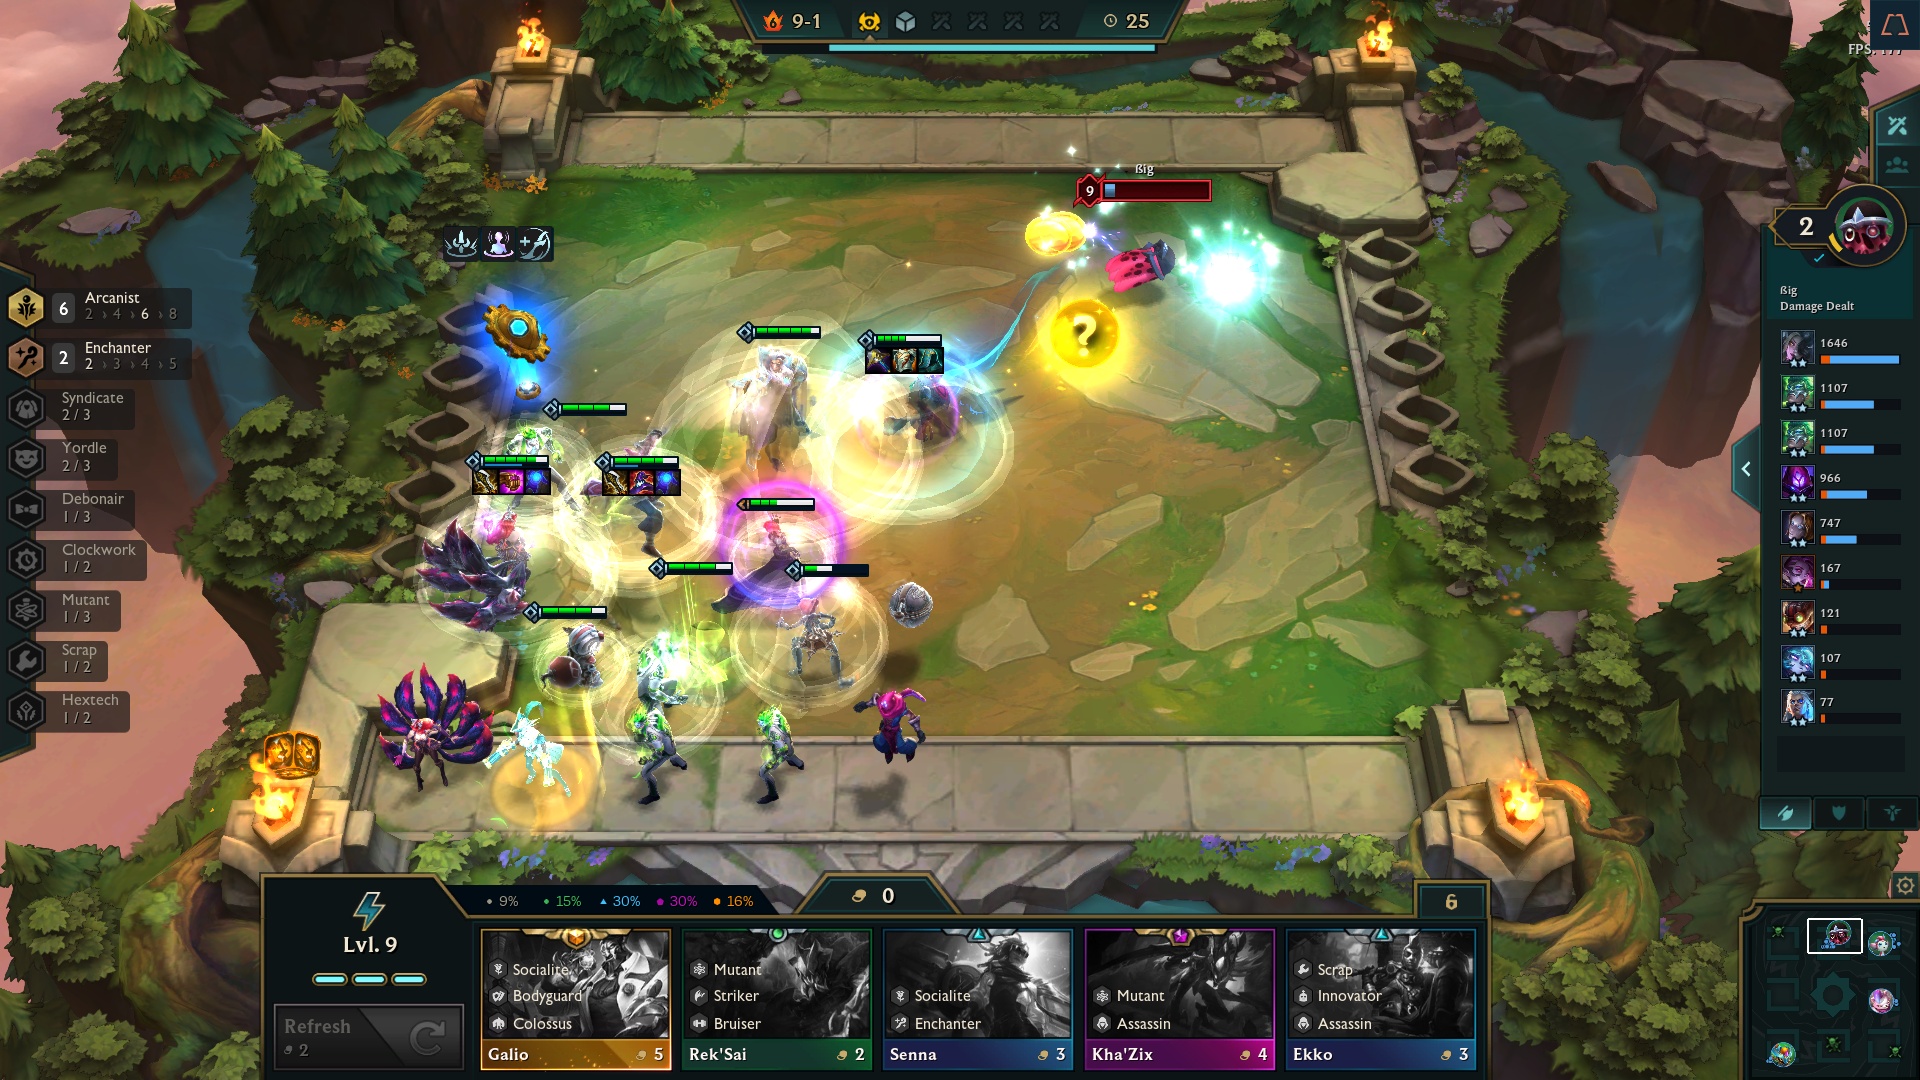 9-1
25
FPS:
ßig
9
2
ßig
Damage Dealt
1646
1107
1107
966
747
167
121
107
77
6
Arcanist
2 › 4 › 6 › 8
2
Enchanter
2 › 3 › 4 › 5
Syndicate
2 / 3
Yordle
2 / 3
Debonair
1 / 3
Clockwork
1 / 2
Mutant
1 / 3
Scrap
1 / 2
Hextech
1 / 2
Lvl. 9
Refresh
2
9% 15% 30% 30% 16%
0
6
Socialite
Bodyguard
Colossus
Galio 5
Mutant
Striker
Bruiser
Rek'Sai 2
Socialite
Enchanter
Senna 3
Mutant
Assassin
Kha'Zix 4
Scrap
Innovator
Assassin
Ekko 3